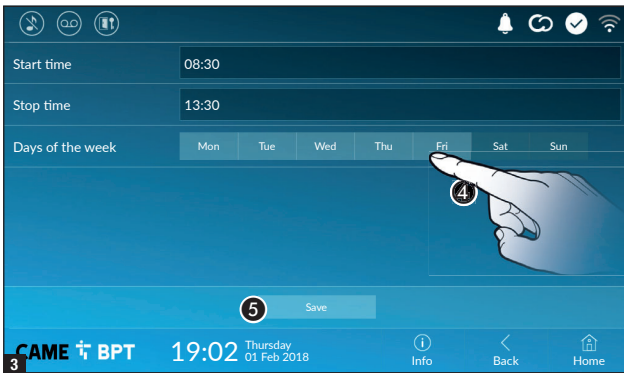 Start time 08:30
Stop time 13:30
Days of the week Mon Tue Wed Thu Fri Sat Sun
4
5 Save
CAME BPT 19:02 Thursday
01 Feb 2018
Info Back Home
3